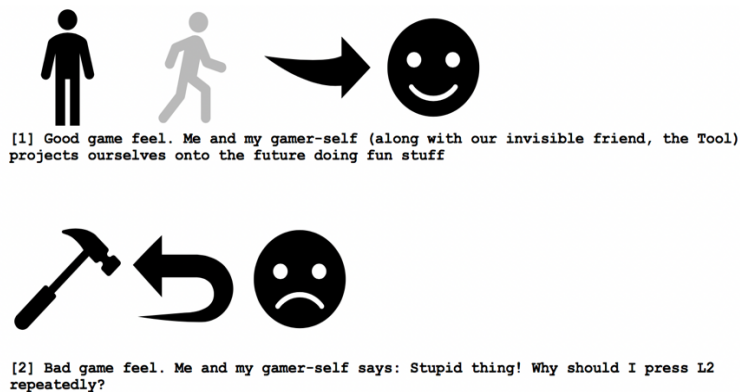 [1] Good game feel. Me and my gamer-self (along with our invisible friend, the Tool)
projects ourselves onto the future doing fun stuff
[2] Bad game feel. Me and my gamer-self says: Stupid thing! Why should I press L2
repeatedly?